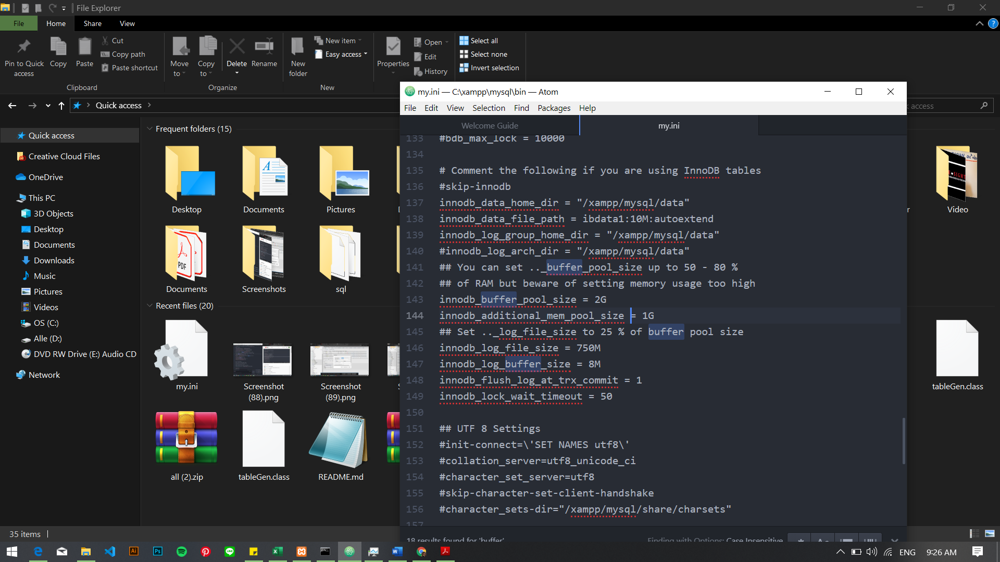 File Explorer
File
Home
Share
View
Pin to Quick access
Copy
Paste
Cut
Copy path
Paste shortcut
Clipboard
Move to
Copy to
Delete
Rename
Organize
New folder
New item
Easy access
New
Properties
Open
Edit
History
Select all
Select none
Invert selection
Quick access
access
Quick access
Creative Cloud Files
OneDrive
This PC
3D Objects
Desktop
Documents
Downloads
Music
Pictures
Videos
OS (C:)
Alle (D:)
DVD RW Drive (E:) Audio CD
Network
Frequent folders (15)
Desktop
Documents
Pictures
Video
Documents
Screenshots
sql
Recent files (20)
my.ini
Screenshot (88).png
Screenshot (89).png
tableGen.class
all (2).zip
tableGen.class
README.md
my.ini — C:\xampp\mysql\bin — Atom
File Edit View Selection Find Packages Help
Welcome Guide
my.ini
133 #bdb_max_lock = 10000
134
135 # Comment the following if you are using InnoDB tables
136 #skip-innodb
137 innodb_data_home_dir = "/xampp/mysql/data"
138 innodb_data_file_path = ibdata1:10M:autoextend
139 innodb_log_group_home_dir = "/xampp/mysql/data"
140 #innodb_log_arch_dir = "/xampp/mysql/data"
141 ## You can set .._buffer_pool_size up to 50 - 80 %
142 ## of RAM but beware of setting memory usage too high
143 innodb_buffer_pool_size = 2G
144 innodb_additional_mem_pool_size = 1G
145 ## Set .._log_file_size to 25 % of buffer pool size
146 innodb_log_file_size = 750M
147 innodb_log_buffer_size = 8M
148 innodb_flush_log_at_trx_commit = 1
149 innodb_lock_wait_timeout = 50
150
151 ## UTF 8 Settings
152 #init-connect=\'SET NAMES utf8\'
153 #collation_server=utf8_unicode_ci
154 #character_set_server=utf8
155 #skip-character-set-client-handshake
156 #character_sets-dir="/xampp/mysql/share/charsets"
157
18 results found for 'buffer'
Finding with Options: Case Insensitive
35 items
ENG
9:26 AM